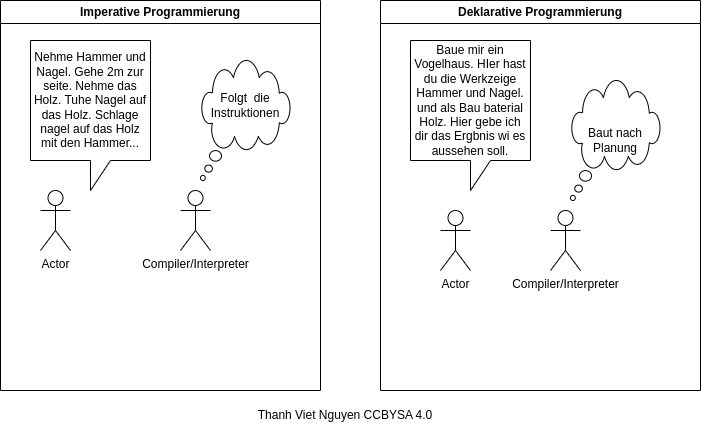 Imperative Programmierung
Nehme Hammer und
Nagel. Gehe 2m zur
seite. Nehme das
Holz. Tuhe Nagel auf
das Holz. Schlage
nagel auf das Holz
mit den Hammer...
Folgt die
Instruktionen
Actor
Compiler/Interpreter
Deklarative Programmierung
Baue mir ein
Vogelhaus. HIer hast
du die Werkzeige
Hammer und Nagel.
und als Bau baterial
Holz. Hier gebe ich
dir das Ergbnis wi es
aussehen soll.
Baut nach
Planung
Actor
Compiler/Interpreter
Thanh Viet Nguyen CCBYSA 4.0